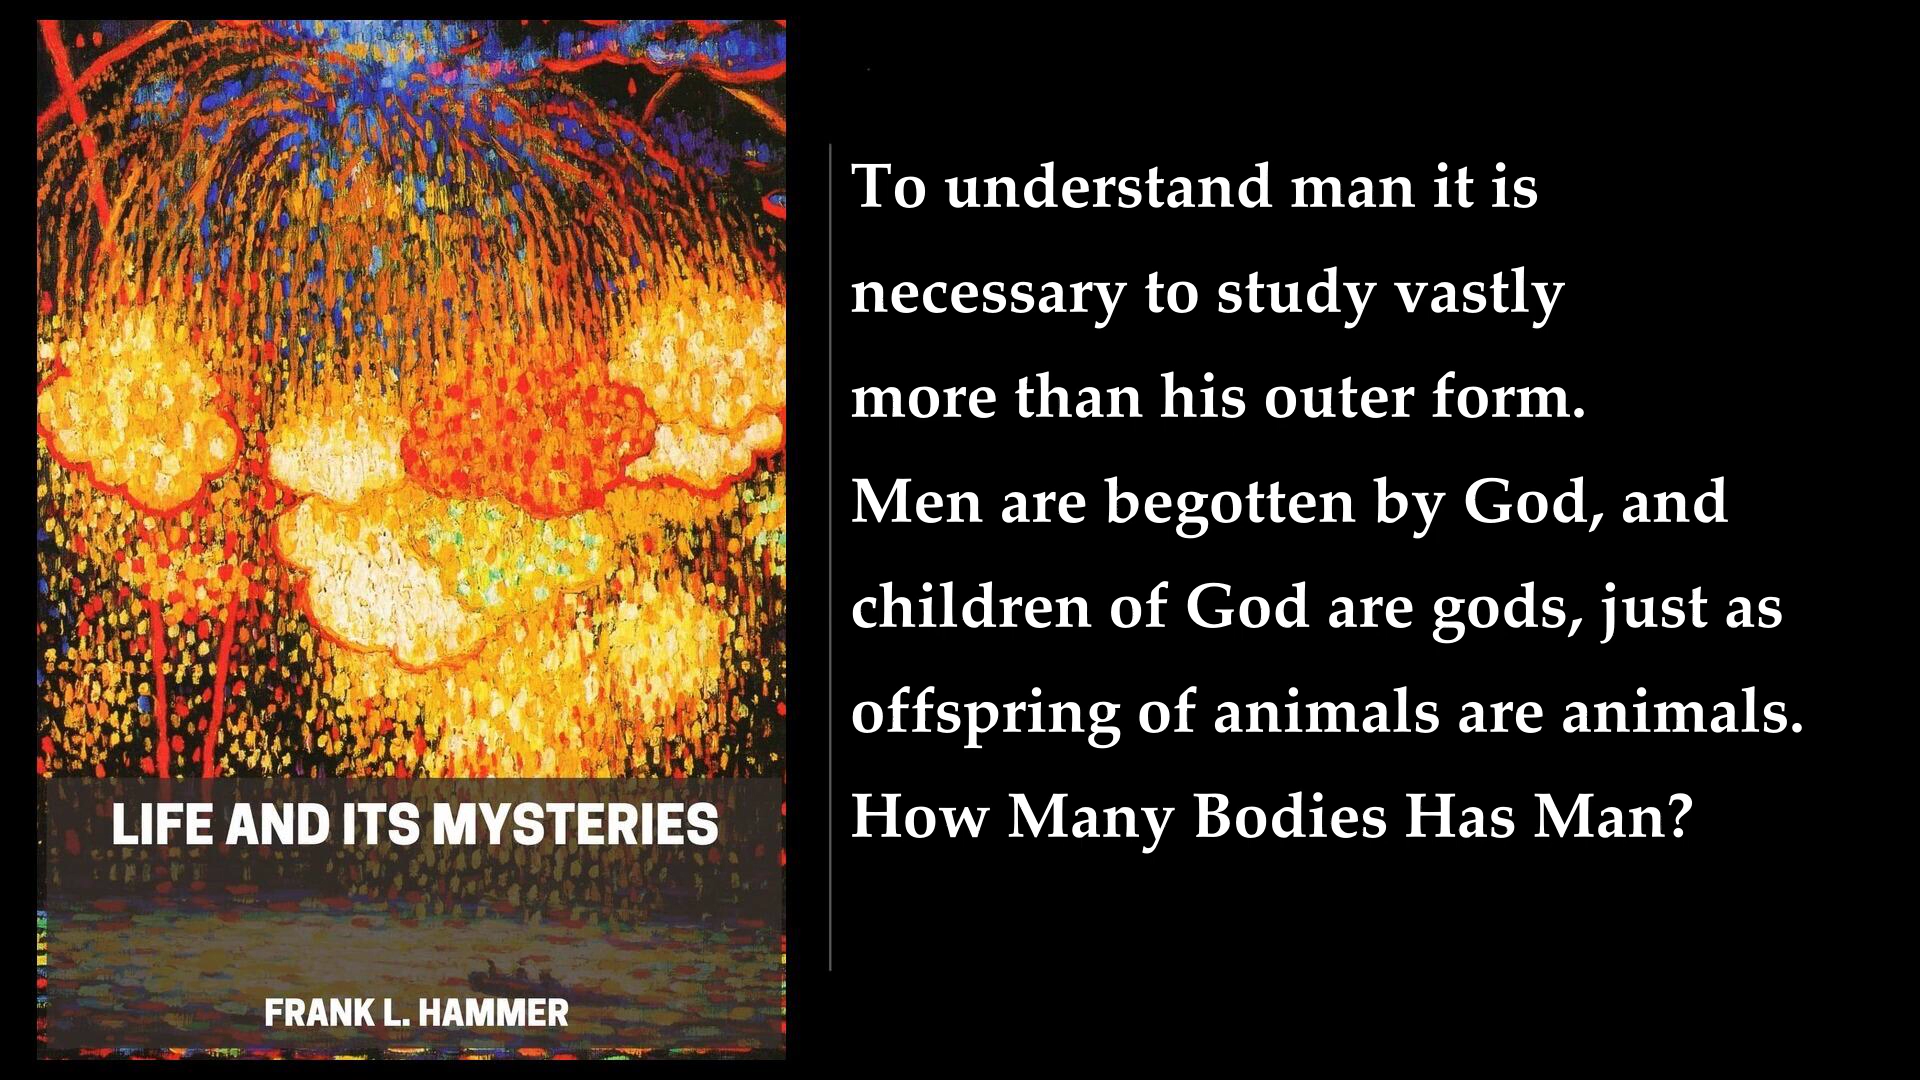 LIFE AND ITS MYSTERIES
FRANK L. HAMMER
To understand man it is
necessary to study vastly
more than his outer form.
Men are begotten by God, and
children of God are gods, just as
offspring of animals are animals.
How Many Bodies Has Man?